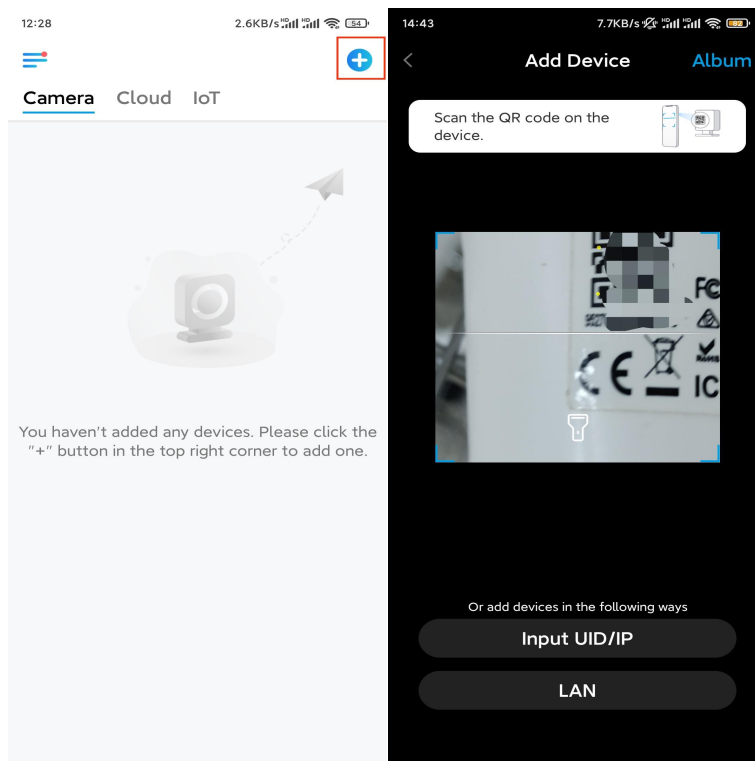 12:28
2.6KB/s
54
Camera
Cloud
IoT
You haven't added any devices. Please click the
"+" button in the top right corner to add one.
14:43
7.7KB/s
82
Add Device
Album
Scan the QR code on the
device.
FC
CE
IC
Or add devices in the following ways
Input UID/IP
LAN